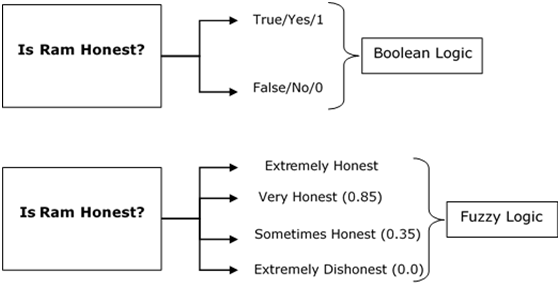 Is Ram Honest?
True/Yes/1
False/No/0
Boolean Logic
Is Ram Honest?
Extremely Honest
Very Honest (0.85)
Sometimes Honest (0.35)
Extremely Dishonest (0.0)
Fuzzy Logic